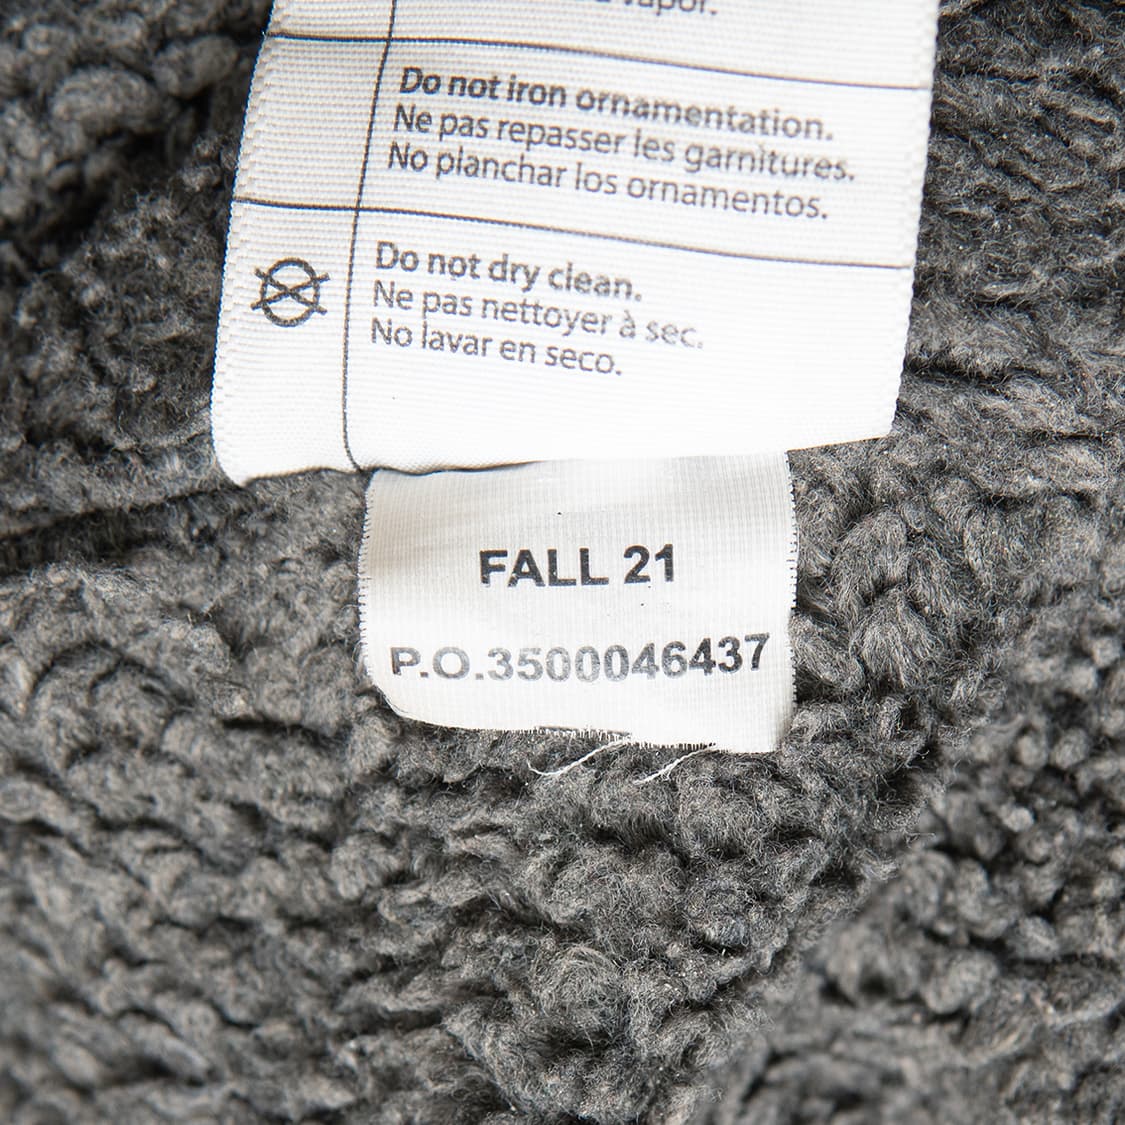 vapor.
Do not iron ornamentation.
Ne pas repasser les garnitures.
No planchar los ornamentos.
Do not dry clean.
Ne pas nettoyer à sec.
No lavar en seco.
FALL 21
P.O.3500046437